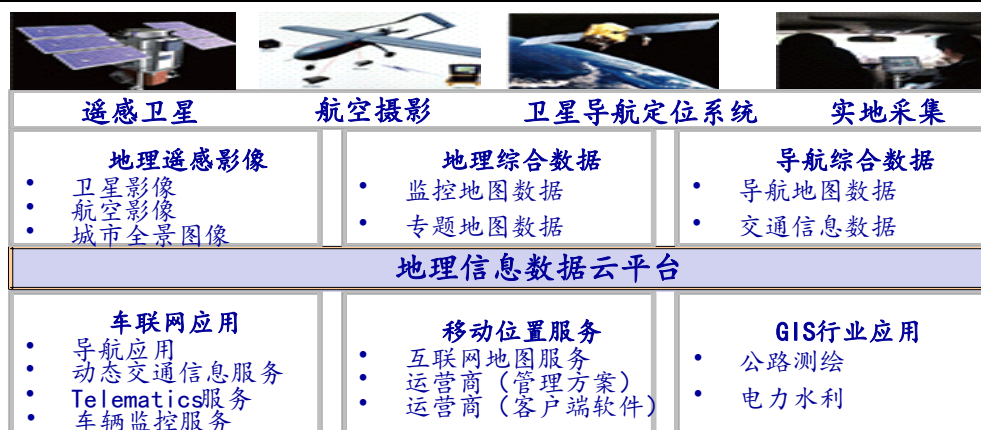 遥感卫星 航空摄影 卫星导航定位系统 实地采集
地理遥感影像
• 卫星影像
• 航空影像
• 城市全景图像
地理综合数据
• 监控地图数据
• 专题地图数据
导航综合数据
• 导航地图数据
• 交通信息数据
地理信息数据云平台
车联网应用
• 导航应用
• 动态交通信息服务
• Telematics服务
• 车辆监控服务
移动位置服务
• 互联网地图服务
• 运营商（管理方案）
• 运营商（客户端软件）
GIS行业应用
• 公路测绘
• 电力水利